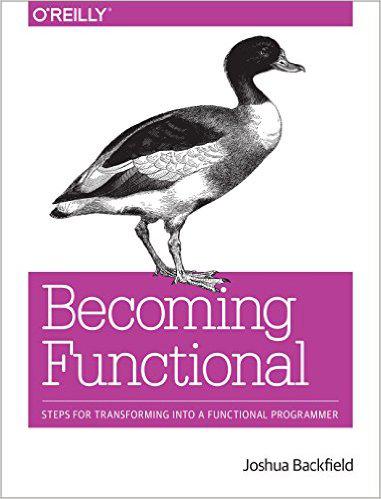 O'REILLY®
Becoming
Functional
STEPS FOR TRANSFORMING INTO A FUNCTIONAL PROGRAMMER
Joshua Backfield